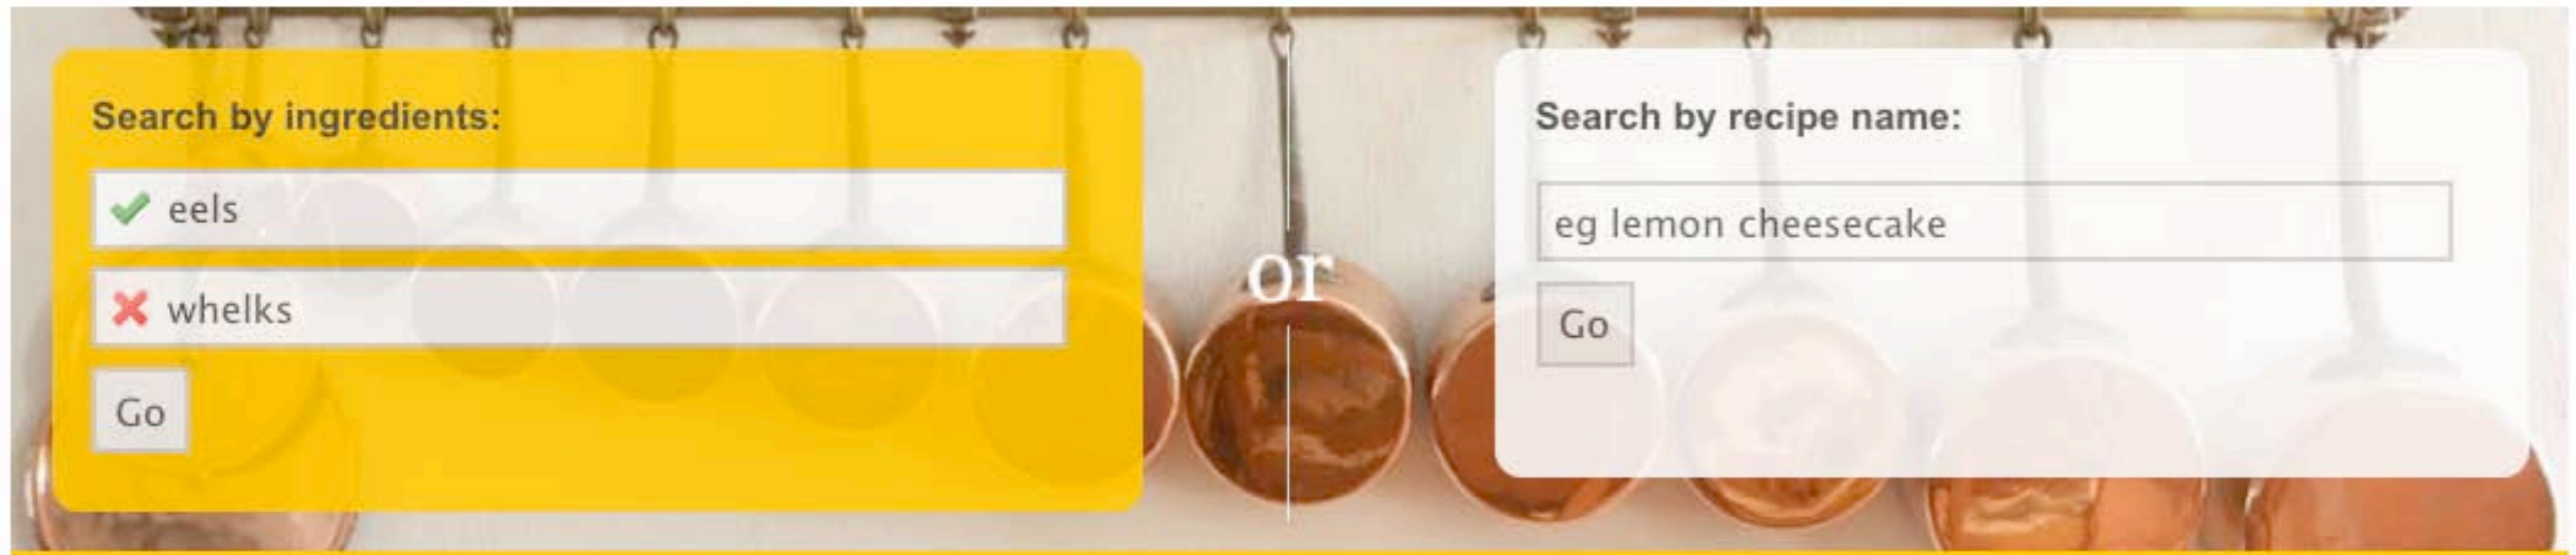 Search by ingredients:
eels
whelks
Go
or
Search by recipe name:
eg lemon cheesecake
Go